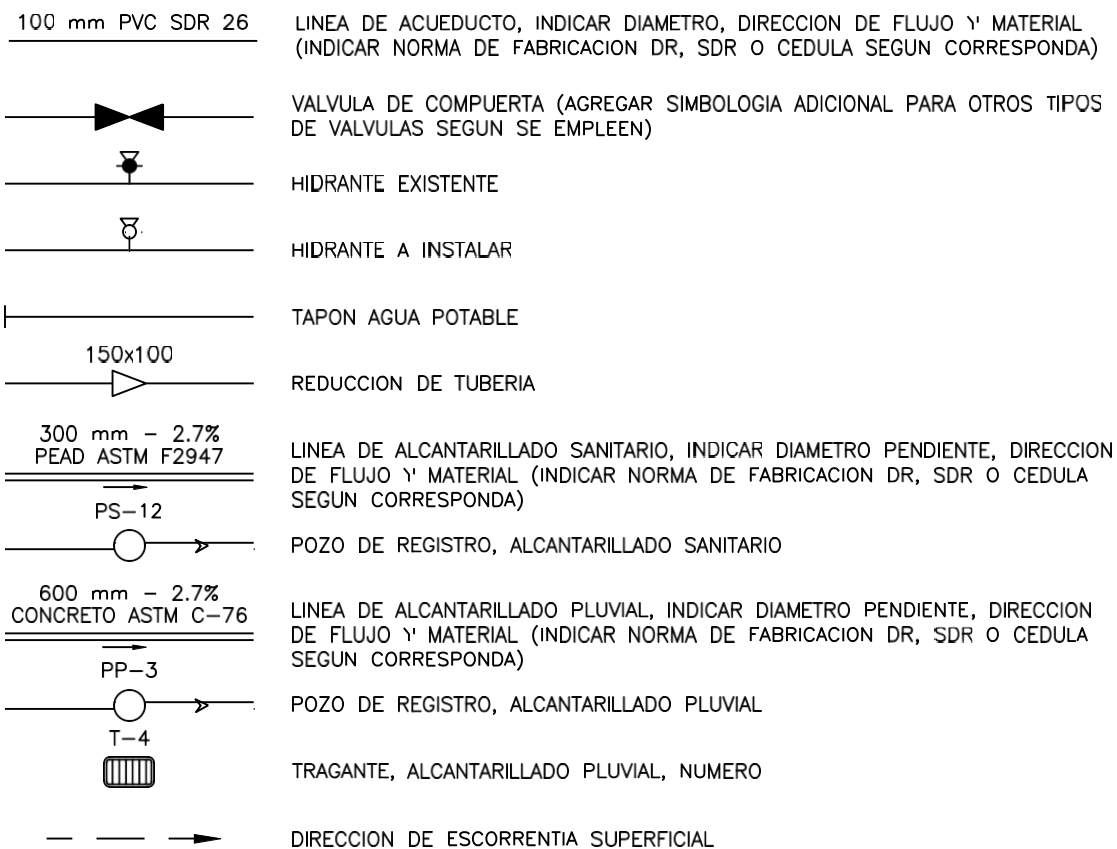 100 mm PVC SDR 26
LINEA DE ACUEDUCTO, INDICAR DIAMETRO, DIRECCION DE FLUJO Y MATERIAL
(INDICAR NORMA DE FABRICACION DR, SDR O CEDULA SEGUN CORRESPONDA)
VALVULA DE COMPUERTA (AGREGAR SIMBOLOGIA ADICIONAL PARA OTROS TIPOS
DE VALVULAS SEGUN SE EMPLEEN)
HIDRANTE EXISTENTE
HIDRANTE A INSTALAR
TAPON AGUA POTABLE
150x100
REDUCCION DE TUBERIA
300 mm – 2.7%
PEAD ASTM F2947
LINEA DE ALCANTARILLADO SANITARIO, INDICAR DIAMETRO PENDIENTE, DIRECCION
DE FLUJO Y MATERIAL (INDICAR NORMA DE FABRICACION DR, SDR O CEDULA
SEGUN CORRESPONDA)
PS–12
POZO DE REGISTRO, ALCANTARILLADO SANITARIO
600 mm – 2.7%
CONCRETO ASTM C–76
LINEA DE ALCANTARILLADO PLUVIAL, INDICAR DIAMETRO PENDIENTE, DIRECCION
DE FLUJO Y MATERIAL (INDICAR NORMA DE FABRICACION DR, SDR O CEDULA
SEGUN CORRESPONDA)
PP–3
POZO DE REGISTRO, ALCANTARILLADO PLUVIAL
T–4
TRAGANTE, ALCANTARILLADO PLUVIAL, NUMERO
DIRECCION DE ESCORRENTIA SUPERFICIAL